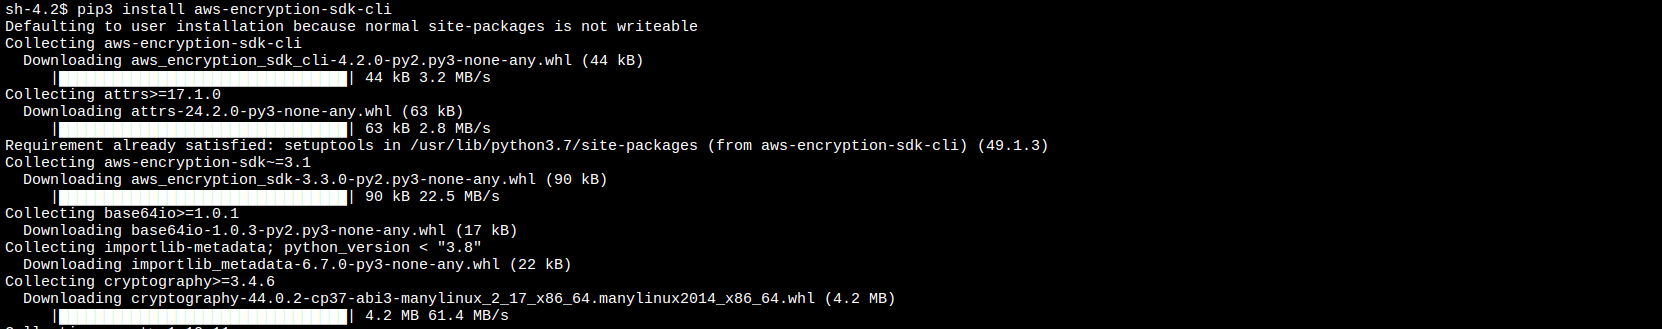 sh-4.2$ pip3 install aws-encryption-sdk-cli
Defaulting to user installation because normal site-packages is not writeable
Collecting aws-encryption-sdk-cli
  Downloading aws_encryption_sdk_cli-4.2.0-py2.py3-none-any.whl (44 kB)
     |████████████████████████████████| 44 kB 3.2 MB/s
Collecting attrs>=17.1.0
  Downloading attrs-24.2.0-py3-none-any.whl (63 kB)
     |████████████████████████████████| 63 kB 2.8 MB/s
Requirement already satisfied: setuptools in /usr/lib/python3.7/site-packages (from aws-encryption-sdk-cli) (49.1.3)
Collecting aws-encryption-sdk~=3.1
  Downloading aws_encryption_sdk-3.3.0-py2.py3-none-any.whl (90 kB)
     |████████████████████████████████| 90 kB 22.5 MB/s
Collecting base64io>=1.0.1
  Downloading base64io-1.0.3-py2.py3-none-any.whl (17 kB)
Collecting importlib-metadata; python_version < "3.8"
  Downloading importlib_metadata-6.7.0-py3-none-any.whl (22 kB)
Collecting cryptography>=3.4.6
  Downloading cryptography-44.0.2-cp37-abi3-manylinux_2_17_x86_64.manylinux2014_x86_64.whl (4.2 MB)
     |████████████████████████████████| 4.2 MB 61.4 MB/s